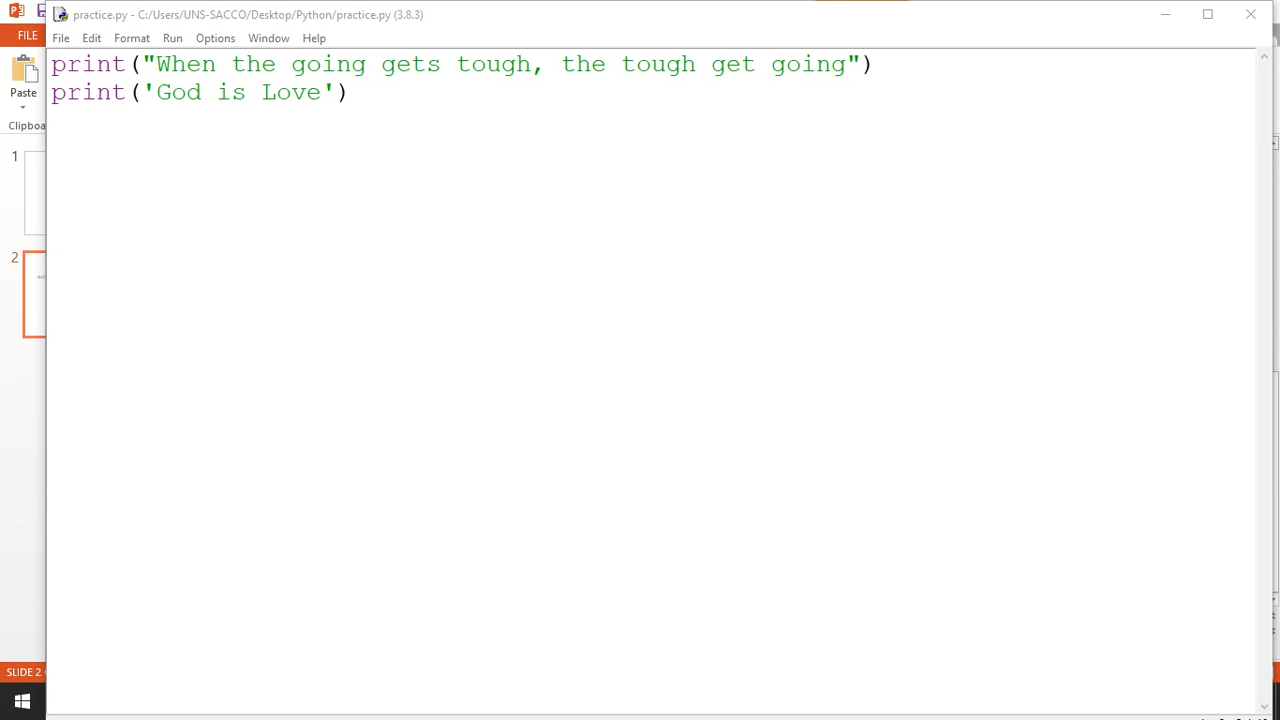 practice.py - C:/Users/UNS-SACCO/Desktop/Python/practice.py (3.8.3)
FILE
File Edit Format Run Options Window Help
print("When the going gets tough, the tough get going")
print('God is Love')
Paste
Clipboa
1
2
SLIDE 2